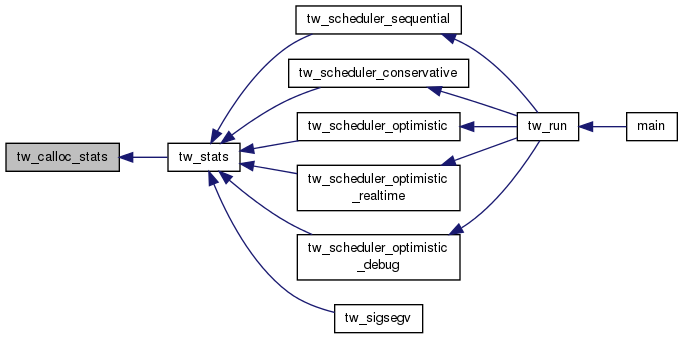 tw_scheduler_sequential
tw_scheduler_conservative
tw_scheduler_optimistic
tw_run
main
tw_calloc_stats
tw_stats
tw_scheduler_optimistic
_realtime
tw_scheduler_optimistic
_debug
tw_sigsegv